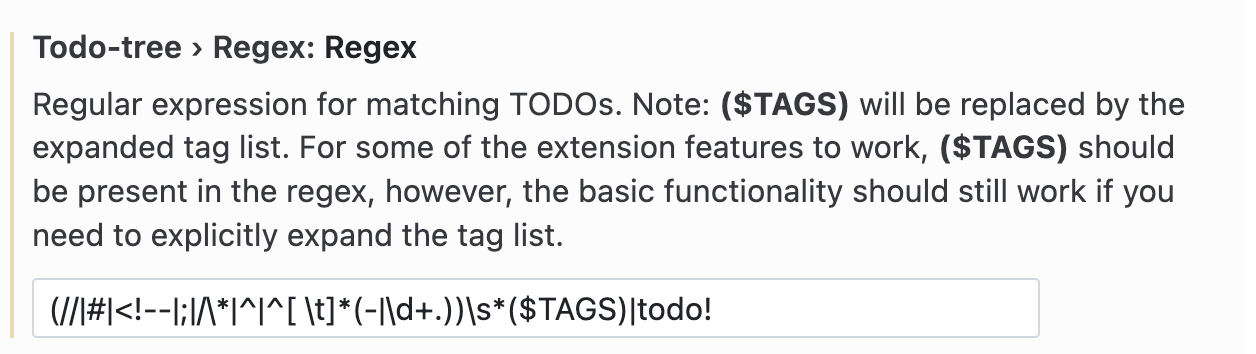 Todo-tree › Regex: Regex
Regular expression for matching TODOs. Note: ($TAGS) will be replaced by the
expanded tag list. For some of the extension features to work, ($TAGS) should
be present in the regex, however, the basic functionality should still work if you
need to explicitly expand the tag list.
(//|#|<!--|;|/\*|^|^[ \t]*(-|\d+.))\s*($TAGS)|todo!